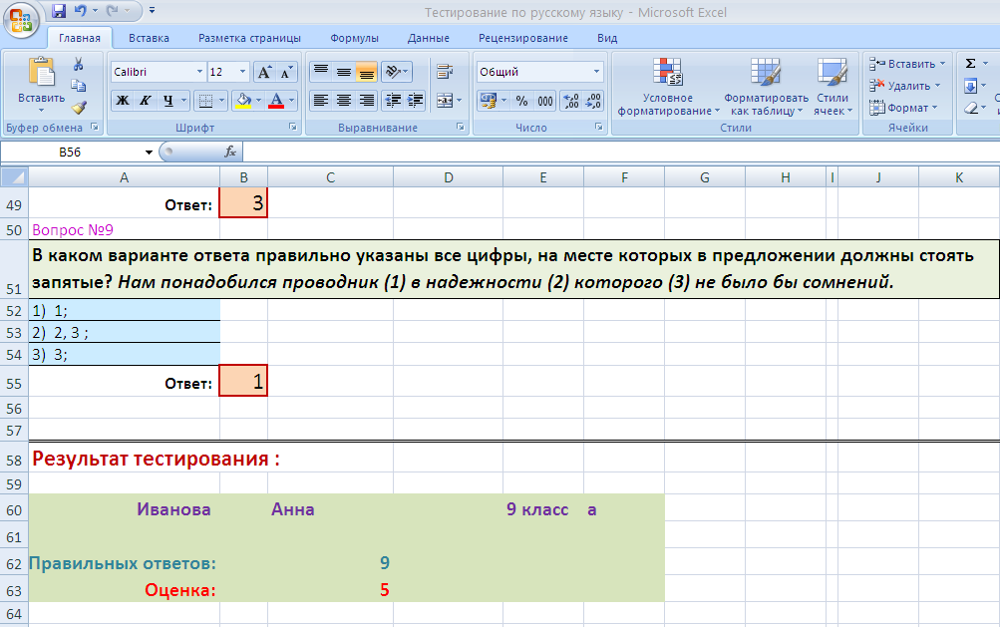 Тестирование по русскому языку - Microsoft Excel
Главная Вставка Разметка страницы Формулы Данные Рецензирование Вид
Вставить
Calibri 12
Ж К Ч
Общий
% 000
Условное форматирование
Форматировать как таблицу
Стили ячеек
Вставить
Удалить
Формат
Σ
Буфер обмена Шрифт Выравнивание Число Стили Ячейки
B56 fx
A B C D E F G H I J K
49 Ответ: 3
50 Вопрос №9
В каком варианте ответа правильно указаны все цифры, на месте которых в предложении должны стоять
51 запятые? Нам понадобился проводник (1) в надежности (2) которого (3) не было бы сомнений.
52 1) 1;
53 2) 2, 3 ;
54 3) 3;
55 Ответ: 1
56
57
58 Результат тестирования :
59
60 Иванова Анна 9 класс а
61
62 Правильных ответов: 9
63 Оценка: 5
64